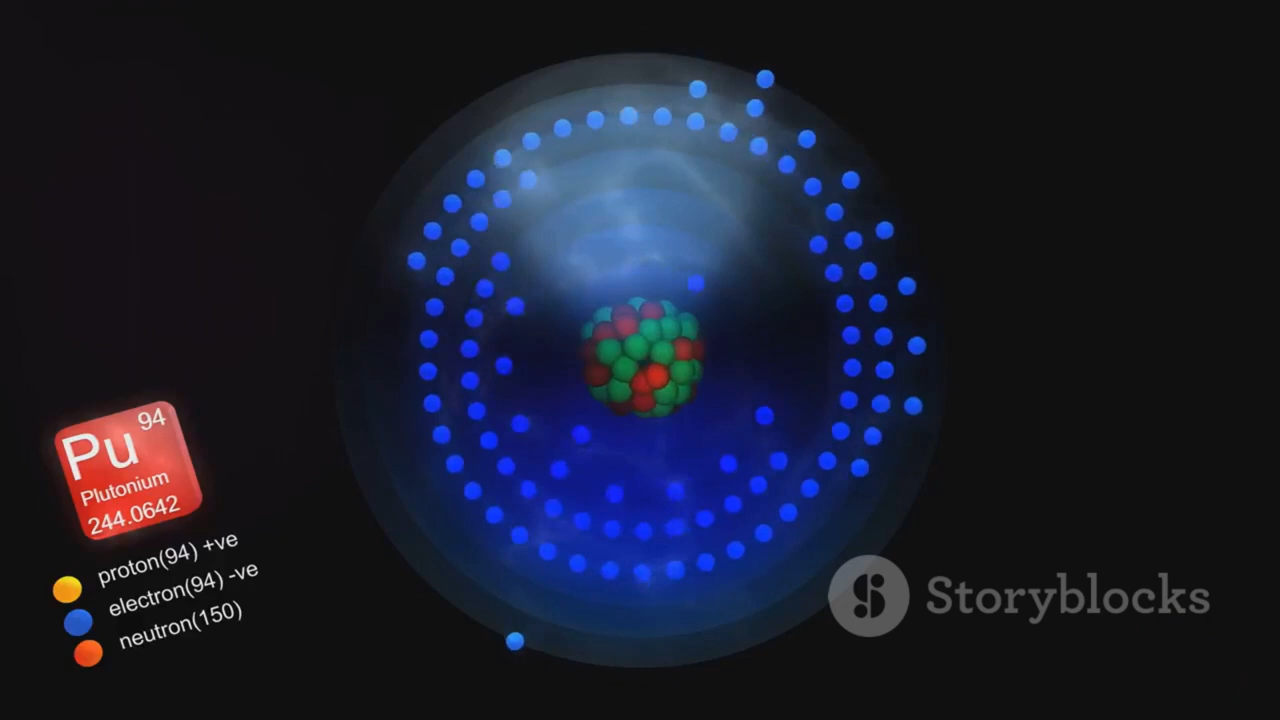 94
Pu
Plutonium
244.0642
proton(94) +ve
electron(94) -ve
neutron(150)
Storyblocks